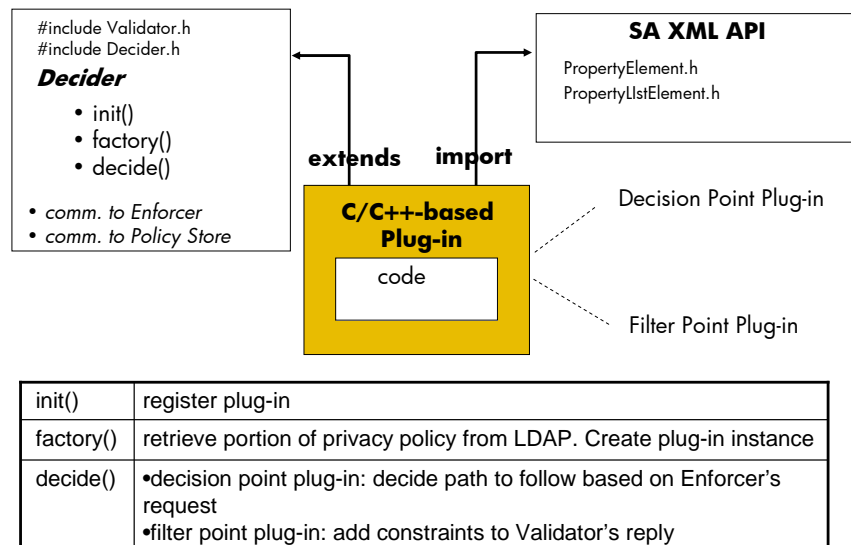 #include Validator.h
#include Decider.h
Decider
• init()
• factory()
• decide()
• comm. to Enforcer
• comm. to Policy Store
SA XML API
PropertyElement.h
PropertyLIstElement.h
extends
import
C/C++-based
Plug-in
code
Decision Point Plug-in
Filter Point Plug-in
init() register plug-in
factory() retrieve portion of privacy policy from LDAP. Create plug-in instance
decide() •decision point plug-in: decide path to follow based on Enforcer's
request
•filter point plug-in: add constraints to Validator's reply